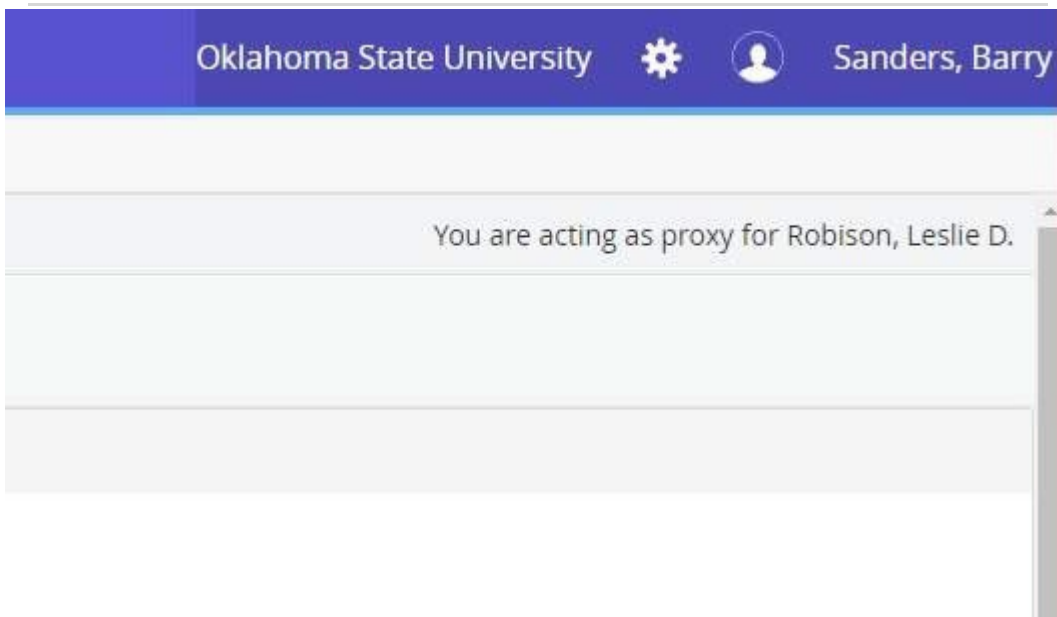 Oklahoma State University Sanders, Barry
You are acting as proxy for Robison, Leslie D.